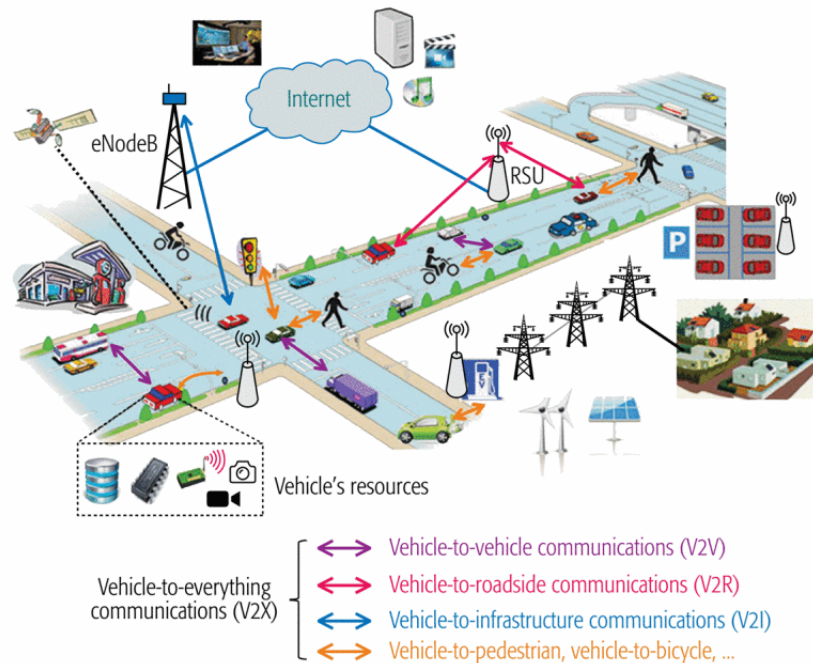 Internet
eNodeB
RSU
P
EV
Vehicle's resources
Vehicle-to-everything
communications (V2X)
Vehicle-to-vehicle communications (V2V)
Vehicle-to-roadside communications (V2R)
Vehicle-to-infrastructure communications (V2I)
Vehicle-to-pedestrian, vehicle-to-bicycle, ...